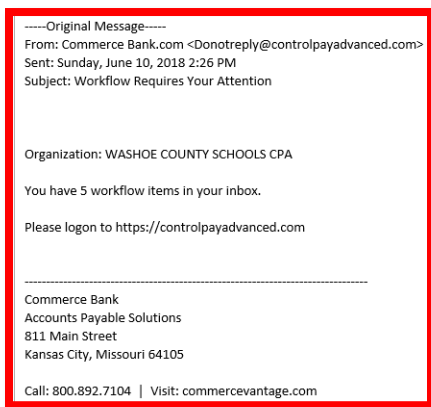 -----Original Message-----
From: Commerce Bank.com <Donotreply@controlpayadvanced.com>
Sent: Sunday, June 10, 2018 2:26 PM
Subject: Workflow Requires Your Attention
Organization: WASHOE COUNTY SCHOOLS CPA
You have 5 workflow items in your inbox.
Please logon to https://controlpayadvanced.com
--------------------------------------------------------------------------------
Commerce Bank
Accounts Payable Solutions
811 Main Street
Kansas City, Missouri 64105
Call: 800.892.7104 | Visit: commercevantage.com